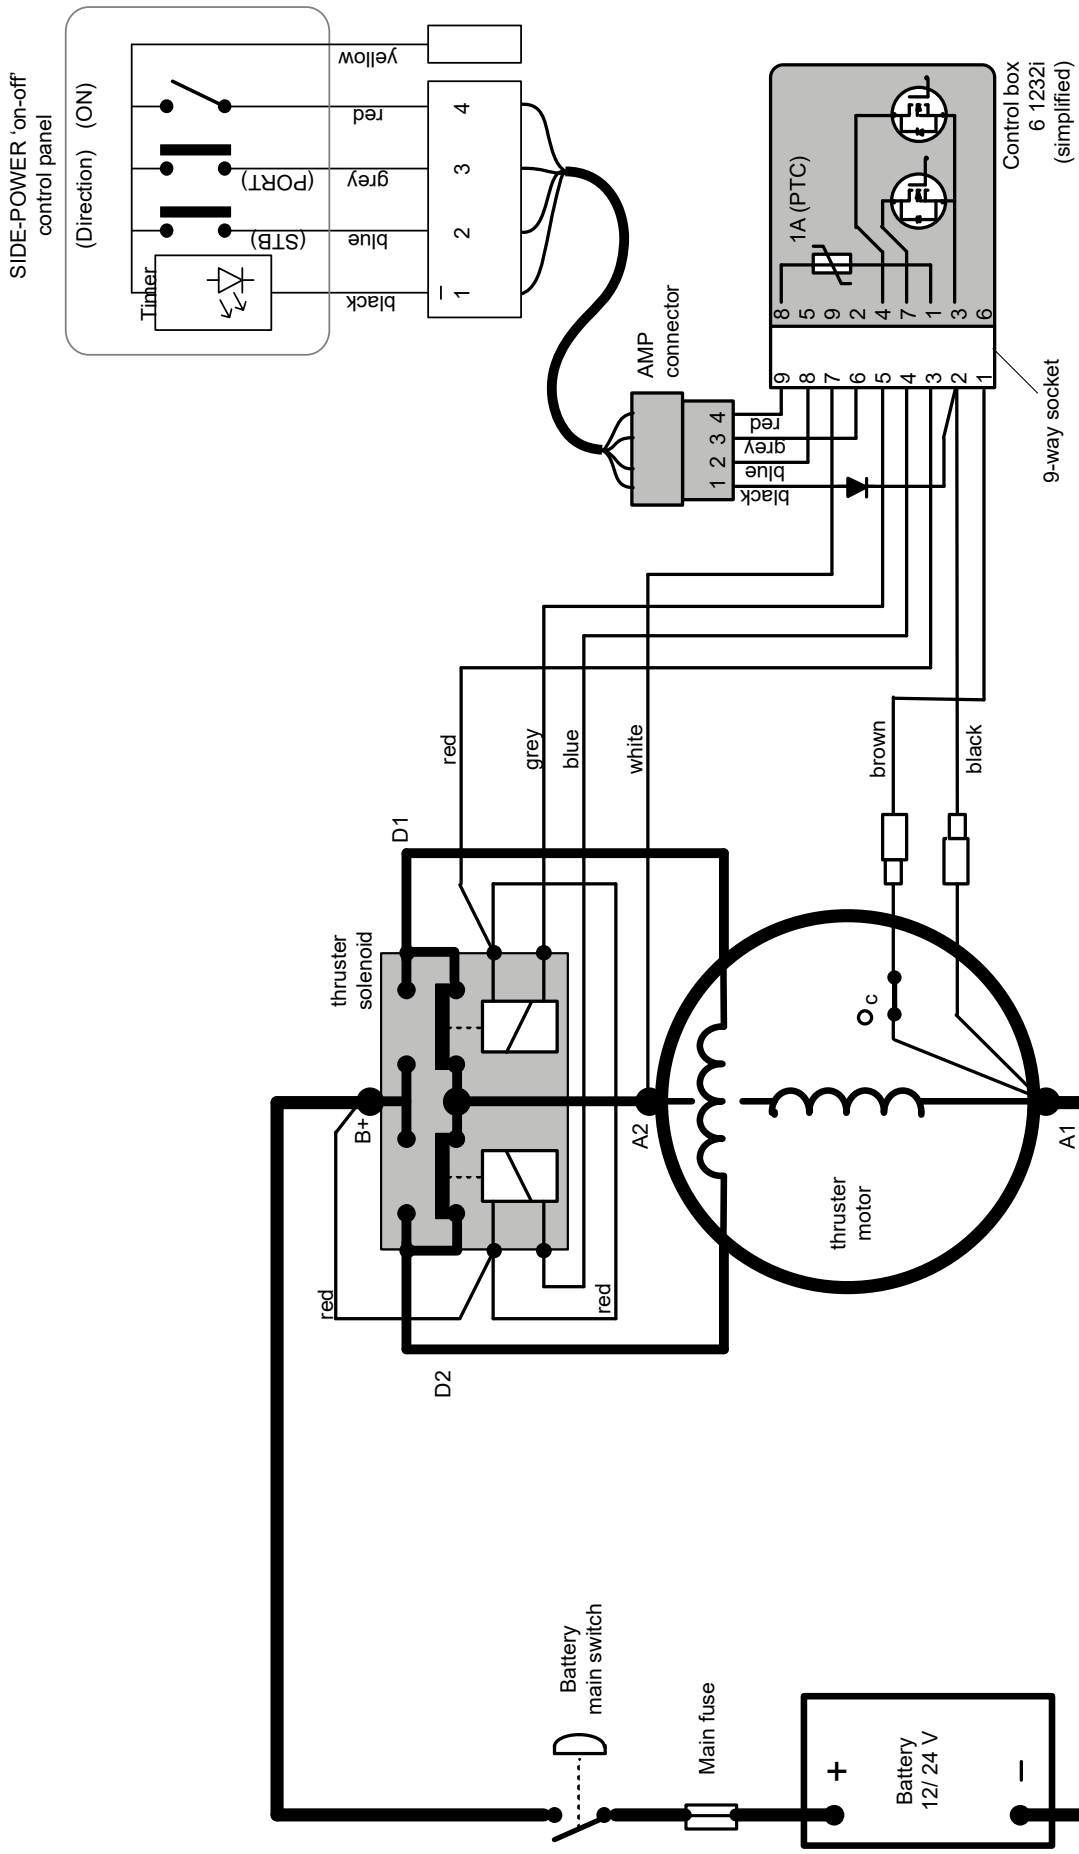 SIDE-POWER 'on-off'
control panel
(Direction) (ON)
Timer
(STB)
(PORT)
black
blue
grey
red
yellow
–
1
2
3
4
AMP
connector
1 2 3 4
black
blue
grey
red
1A (PTC)
8
5
9
2
4
7
1
3
6
9
8
7
6
5
4
3
2
1
Control box
6 1232i
(simplified)
9-way socket
red
grey
blue
white
brown
black
thruster
solenoid
D1
B+
red
red
D2
A2
°c
thruster
motor
A1
Battery
main switch
Main fuse
+
Battery
12/ 24 V
–